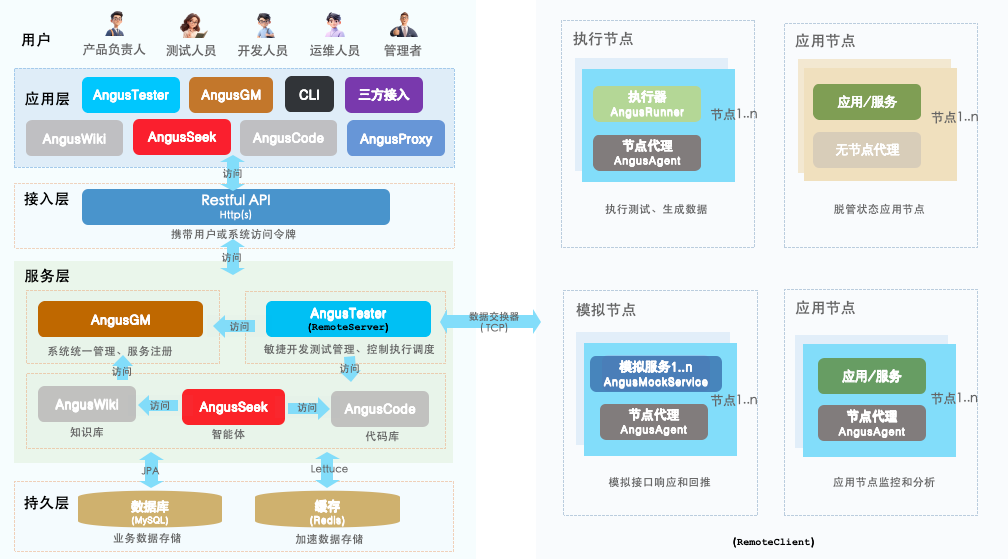 用户
产品负责人
测试人员
开发人员
运维人员
管理者
应用层
AngusTester
AngusGM
CLI
三方接入
AngusWiki
AngusSeek
AngusCode
AngusProxy
访问
接入层
Restful API
Http(s)
携带用户或系统访问令牌
访问
服务层
AngusGM
系统统一管理、服务注册
访问
AngusTester
(RemoteServer)
敏捷开发测试管理、控制执行调度
访问
访问
AngusWiki
知识库
访问
AngusSeek
智能体
访问
AngusCode
代码库
JPA
Lettuce
持久层
数据库
(MySQL)
业务数据存储
缓存
(Redis)
加速数据存储
数据交换器
(TCP)
执行节点
执行器
AngusRunner
节点代理
AngusAgent
节点1..n
执行测试、生成数据
应用节点
应用/服务
无节点代理
节点1..n
脱管状态应用节点
模拟节点
模拟服务1..n
AngusMockService
节点代理
AngusAgent
节点1..n
模拟接口响应和回推
应用节点
应用/服务
节点代理
AngusAgent
节点1..n
应用节点监控和分析
(RemoteClient)